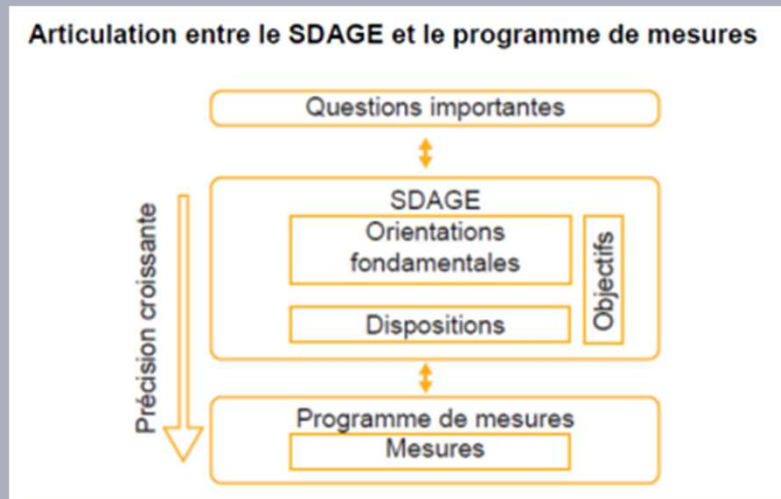 Articulation entre le SDAGE et le programme de mesures
Questions importantes
Précision croissante
SDAGE
Orientations
fondamentales
Dispositions
Objectifs
Programme de mesures
Mesures